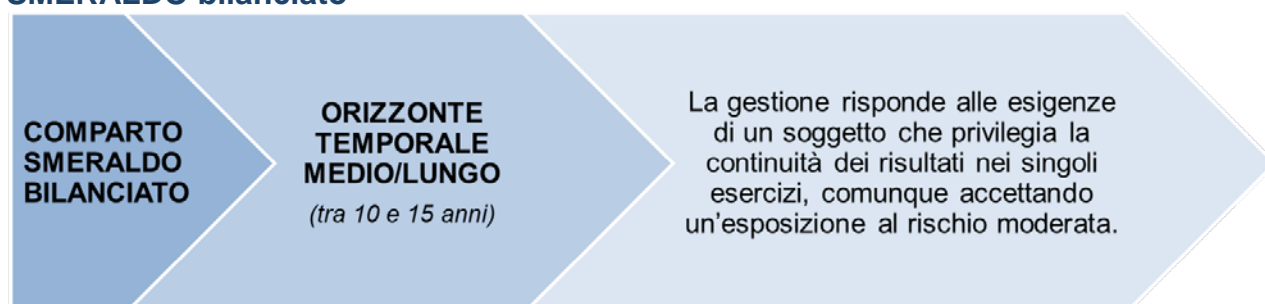 SMERALDO bilanciato
COMPARTO
SMERALDO
BILANCIATO
ORIZZONTE
TEMPORALE
MEDIO/LUNGO
(tra 10 e 15 anni)
La gestione risponde alle esigenze
di un soggetto che privilegia la
continuità dei risultati nei singoli
esercizi, comunque accettando
un’esposizione al rischio moderata.